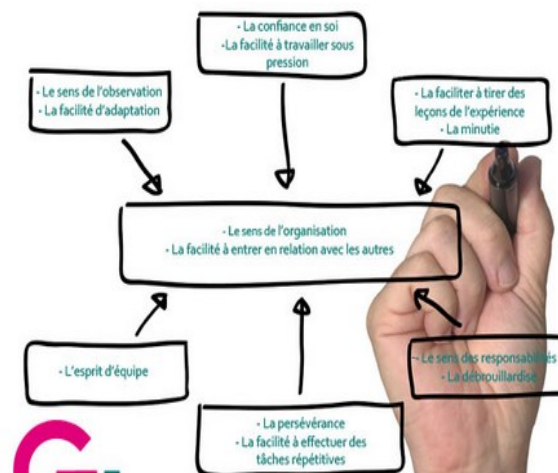 - La confiance en soi
-La facilité à travailler sous
pression
- Le sens de l'observation
- La facilité d'adaptation
- La faciliter à tirer des
leçons de l'expérience
- La minutie
- Le sens de l'organisation
- La facilité à entrer en relation avec les autres
- L'esprit d'équipe
- Le sens des responsabilités
- La débrouillardise
- La persévérance
- La facilité à effectuer des
tâches répétitives
G